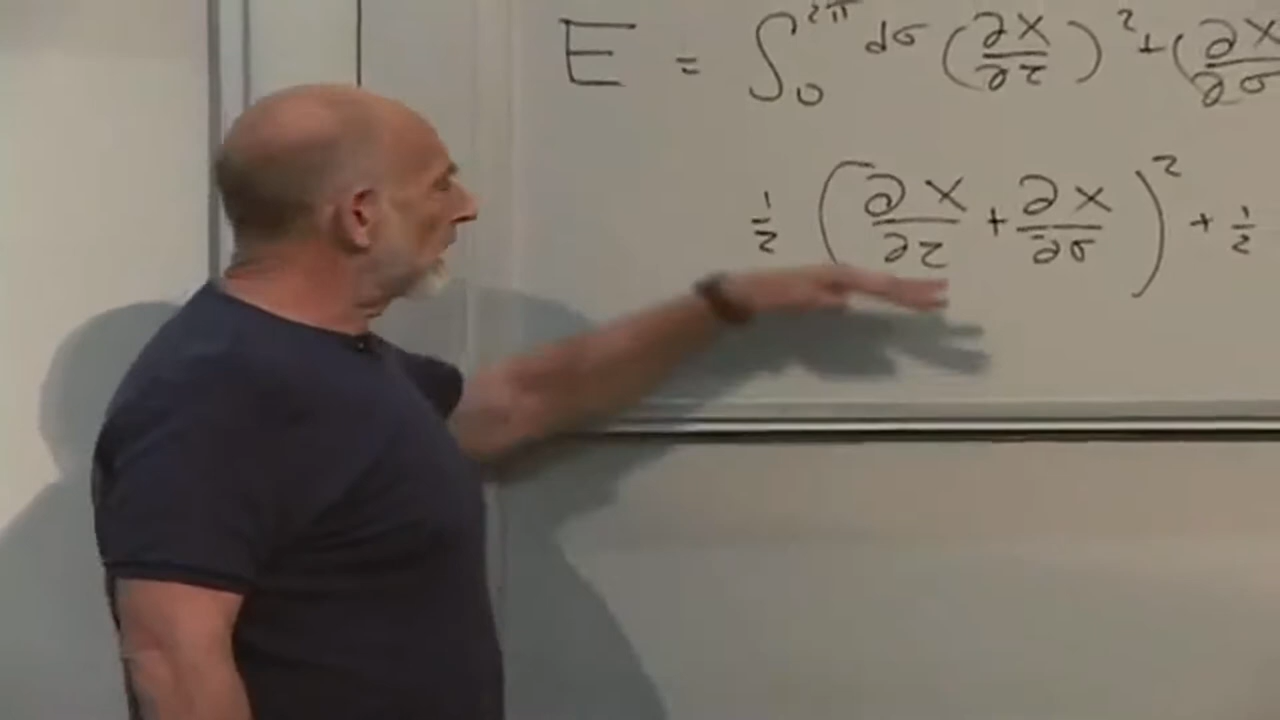 E = ∫₀^2π dσ (∂X/∂τ)² + (∂X/∂σ
1/2 (∂X/∂τ + ∂X/∂σ)² + 1/2